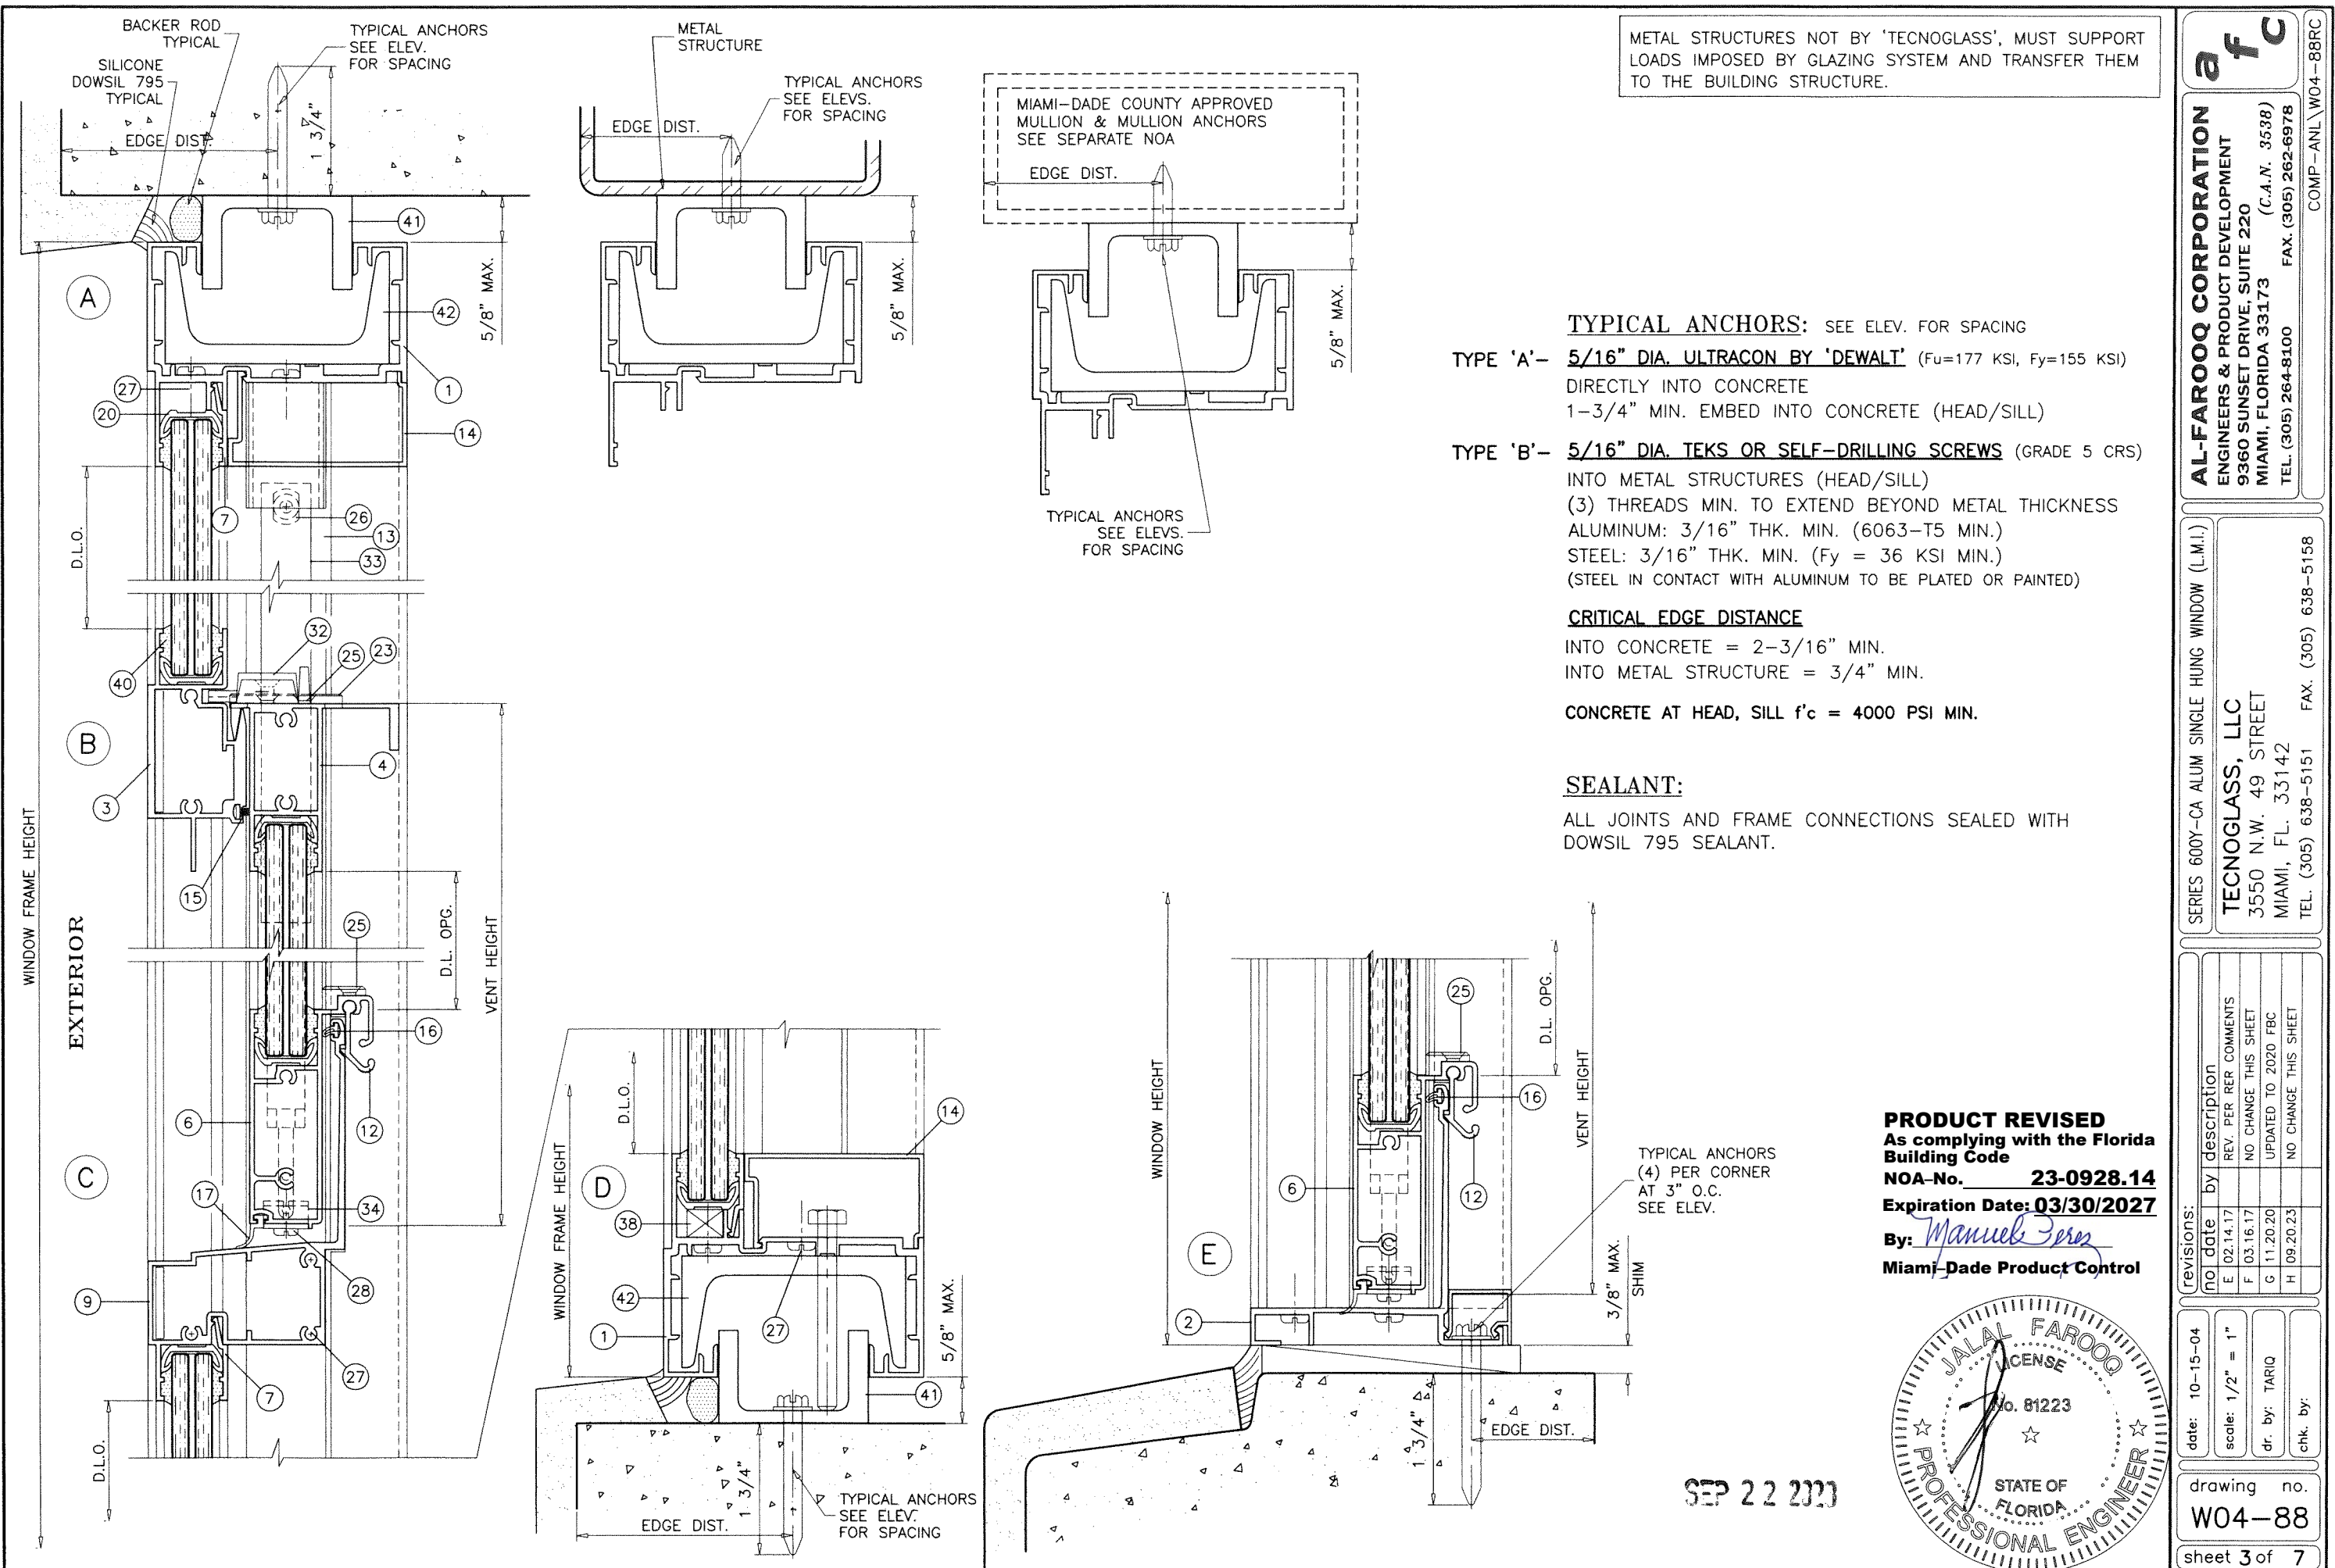 BACKER ROD
TYPICAL
SILICONE
DOWSIL 795
TYPICAL
TYPICAL ANCHORS
SEE ELEV.
FOR SPACING
EDGE DIST.
1 3/4"
41
5/8" MAX.
A
42
1
27
20
14
7
26
13
33
D.L.O.
32
25
23
40
B
3
4
15
WINDOW FRAME HEIGHT
EXTERIOR
25
D.L. OPG.
VENT HEIGHT
16
12
6
C
17
34
28
9
27
7
D.L.O.
METAL
STRUCTURE
TYPICAL ANCHORS
SEE ELEVS.
FOR SPACING
EDGE DIST.
5/8" MAX.
MIAMI-DADE COUNTY APPROVED
MULLION & MULLION ANCHORS
SEE SEPARATE NOA
EDGE DIST.
5/8" MAX.
TYPICAL ANCHORS
SEE ELEVS.
FOR SPACING
METAL STRUCTURES NOT BY 'TECNOGLASS', MUST SUPPORT
LOADS IMPOSED BY GLAZING SYSTEM AND TRANSFER THEM
TO THE BUILDING STRUCTURE.
TYPICAL ANCHORS: SEE ELEV. FOR SPACING
TYPE 'A'- 5/16" DIA. ULTRACON BY 'DEWALT' (Fu=177 KSI, Fy=155 KSI)
DIRECTLY INTO CONCRETE
1-3/4" MIN. EMBED INTO CONCRETE (HEAD/SILL)
TYPE 'B'- 5/16" DIA. TEKS OR SELF-DRILLING SCREWS (GRADE 5 CRS)
INTO METAL STRUCTURES (HEAD/SILL)
(3) THREADS MIN. TO EXTEND BEYOND METAL THICKNESS
ALUMINUM: 3/16" THK. MIN. (6063-T5 MIN.)
STEEL: 3/16" THK. MIN. (Fy = 36 KSI MIN.)
(STEEL IN CONTACT WITH ALUMINUM TO BE PLATED OR PAINTED)
CRITICAL EDGE DISTANCE
INTO CONCRETE = 2-3/16" MIN.
INTO METAL STRUCTURE = 3/4" MIN.
CONCRETE AT HEAD, SILL f'c = 4000 PSI MIN.
SEALANT:
ALL JOINTS AND FRAME CONNECTIONS SEALED WITH
DOWSIL 795 SEALANT.
WINDOW FRAME HEIGHT
D.L.O.
D
14
38
42
1
27
5/8" MAX.
41
1 3/4"
EDGE DIST.
TYPICAL ANCHORS
SEE ELEV.
FOR SPACING
WINDOW HEIGHT
D.L. OPG.
25
16
VENT HEIGHT
12
6
E
2
TYPICAL ANCHORS
(4) PER CORNER
AT 3" O.C.
SEE ELEV.
3/8" MAX.
SHIM
1 3/4"
EDGE DIST.
PRODUCT REVISED
As complying with the Florida
Building Code
NOA-No. 23-0928.14
Expiration Date: 03/30/2027
By: Manuel Perez
Miami-Dade Product Control
JALAL FAROOQ
LICENSE
No. 81223
STATE OF
FLORIDA
PROFESSIONAL ENGINEER
SEP 22
afc
AL-FAROOQ CORPORATION
ENGINEERS & PRODUCT DEVELOPMENT
9360 SUNSET DRIVE, SUITE 220
MIAMI, FLORIDA 33173 (C.A.N. 3538)
TEL. (305) 264-8100 FAX. (305) 262-6978
COMP-ANL\W04-88RC
SERIES 600Y-CA ALUM SINGLE HUNG WINDOW (L.M.I.)
TECNOGLASS, LLC
3550 N.W. 49 STREET
MIAMI, FL. 33142
TEL. (305) 638-5151 FAX. (305) 638-5158
revisions:
no date by description
E 02.14.17 REV. PER RER COMMENTS
F 03.16.17 NO CHANGE THIS SHEET
G 11.20.20 UPDATED TO 2020 FBC
H 09.20.23 NO CHANGE THIS SHEET
date: 10-15-04
scale: 1/2" = 1"
dr. by: TARIQ
chk. by:
drawing no.
W04-88
sheet 3 of 7